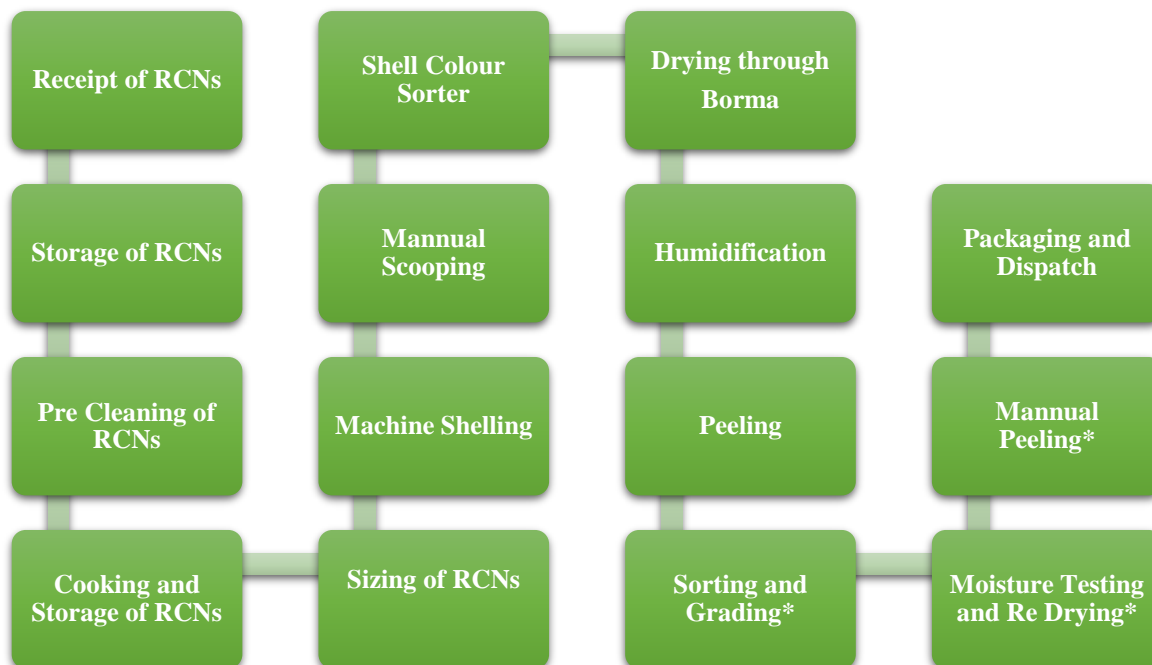 Receipt of RCNs
Storage of RCNs
Pre Cleaning of
RCNs
Cooking and
Storage of RCNs
Sizing of RCNs
Machine Shelling
Mannual
Scooping
Shell Colour
Sorter
Drying through
Borma
Humidification
Peeling
Sorting and
Grading*
Moisture Testing
and Re Drying*
Mannual
Peeling*
Packaging and
Dispatch